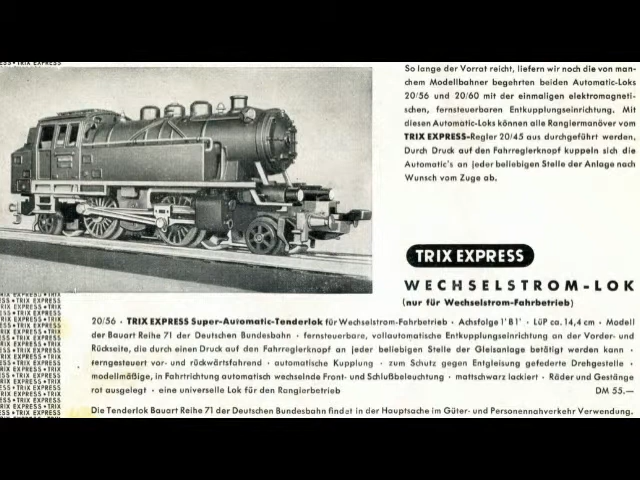 So lange der Vorrat reicht, liefern wir noch die von man-
chem Modellbahner begehrten beiden Automatic-Loks
20/56 und 20/60 mit der einmaligen elektromagneti-
schen, fernsteuerbaren Entkupplungseinrichtung. Mit
diesen Automatic-Loks können alle Rangiermanöver vom
TRIX EXPRESS-Regler 20/45 aus durchgeführt werden.
Durch Druck auf den Fahrreglerknopf kuppeln sich die
Automatic's an jeder beliebigen Stelle der Anlage nach
Wunsch vom Zuge ab.
TRIX EXPRESS
WECHSELSTROM-LOK
(nur für Wechselstrom-Fahrbetrieb)
20/56 · TRIX EXPRESS Super-Automatic-Tenderlok für Wechselstrom-Fahrbetrieb · Achsfolge 1' B 1' · LüP ca. 14,4 cm · Modell
der Bauart Reihe 71 der Deutschen Bundesbahn · fernsteuerbare, vollautomatische Entkupplungseinrichtung an der Vorder- und
Rückseite, die durch einen Druck auf den Fahrreglerknopf an jeder beliebigen Stelle der Gleisanlage betätigt werden kann ·
ferngesteuert vor- und rückwärtsfahrend · automatische Kupplung · zum Schutz gegen Entgleisung gefederte Drehgestelle ·
modellmäßige, in Fahrtrichtung automatisch wechselnde Front- und Schlußbeleuchtung · mattschwarz lackiert · Räder und Gestänge
rot ausgelegt · eine universelle Lok für den Rangierbetrieb DM 55.—
Die Tenderlok Bauart Reihe 71 der Deutschen Bundesbahn findet in der Hauptsache im Güter- und Personennahverkehr Verwendung.